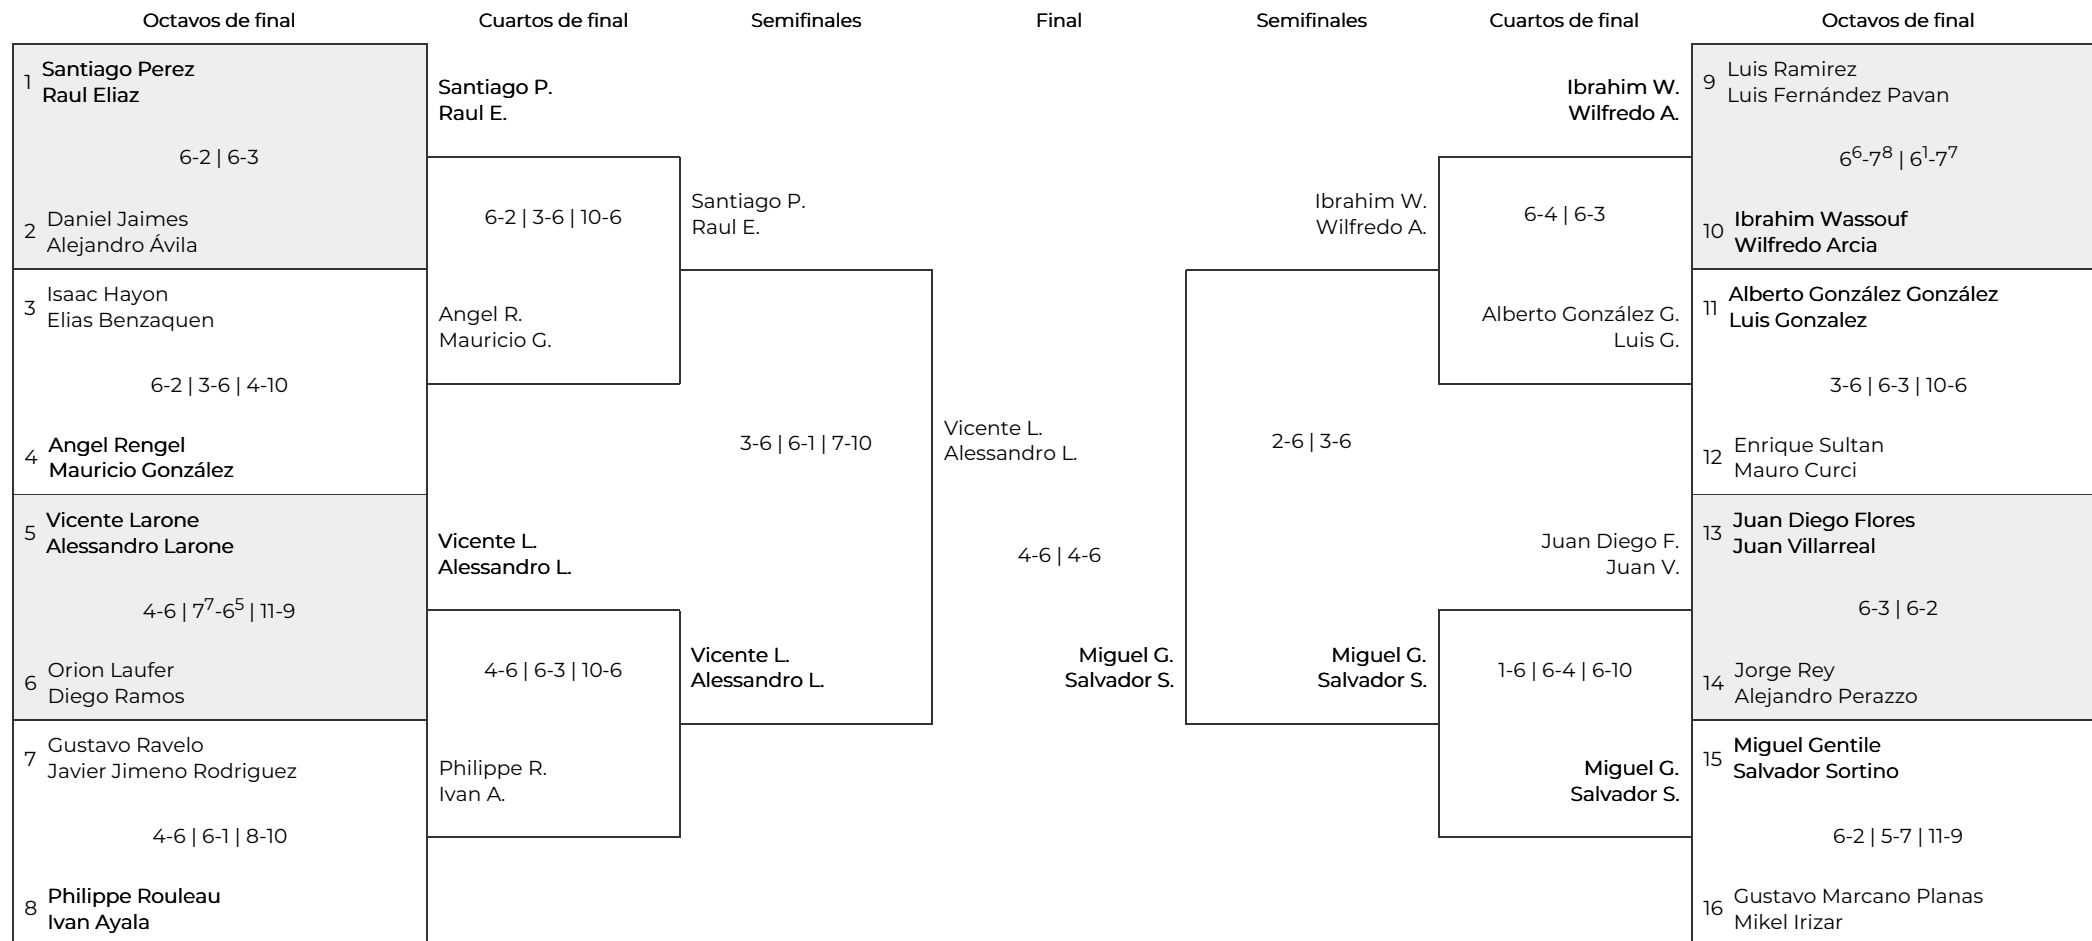 Octavos de final
Cuartos de final
Semifinales
Final
Semifinales
Cuartos de final
Octavos de final
1
Santiago Perez
Raul Eliaz
6-2 | 6-3
2
Daniel Jaimes
Alejandro Ávila
3
Isaac Hayon
Elias Benzaquen
6-2 | 3-6 | 4-10
4
Angel Rengel
Mauricio González
5
Vicente Larone
Alessandro Larone
4-6 | 7⁷-6⁵ | 11-9
6
Orion Laufer
Diego Ramos
7
Gustavo Ravelo
Javier Jimeno Rodriguez
4-6 | 6-1 | 8-10
8
Philippe Rouleau
Ivan Ayala
Santiago P.
Raul E.
6-2 | 3-6 | 10-6
Angel R.
Mauricio G.
Vicente L.
Alessandro L.
4-6 | 6-3 | 10-6
Philippe R.
Ivan A.
Santiago P.
Raul E.
3-6 | 6-1 | 7-10
Vicente L.
Alessandro L.
Vicente L.
Alessandro L.
4-6 | 4-6
Miguel G.
Salvador S.
Ibrahim W.
Wilfredo A.
2-6 | 3-6
Miguel G.
Salvador S.
Ibrahim W.
Wilfredo A.
6-4 | 6-3
Alberto González G.
Luis G.
Juan Diego F.
Juan V.
1-6 | 6-4 | 6-10
Miguel G.
Salvador S.
9
Luis Ramirez
Luis Fernández Pavan
6⁶-7⁸ | 6¹-7⁷
10
Ibrahim Wassouf
Wilfredo Arcia
11
Alberto González González
Luis Gonzalez
3-6 | 6-3 | 10-6
12
Enrique Sultan
Mauro Curci
13
Juan Diego Flores
Juan Villarreal
6-3 | 6-2
14
Jorge Rey
Alejandro Perazzo
15
Miguel Gentile
Salvador Sortino
6-2 | 5-7 | 11-9
16
Gustavo Marcano Planas
Mikel Irizar